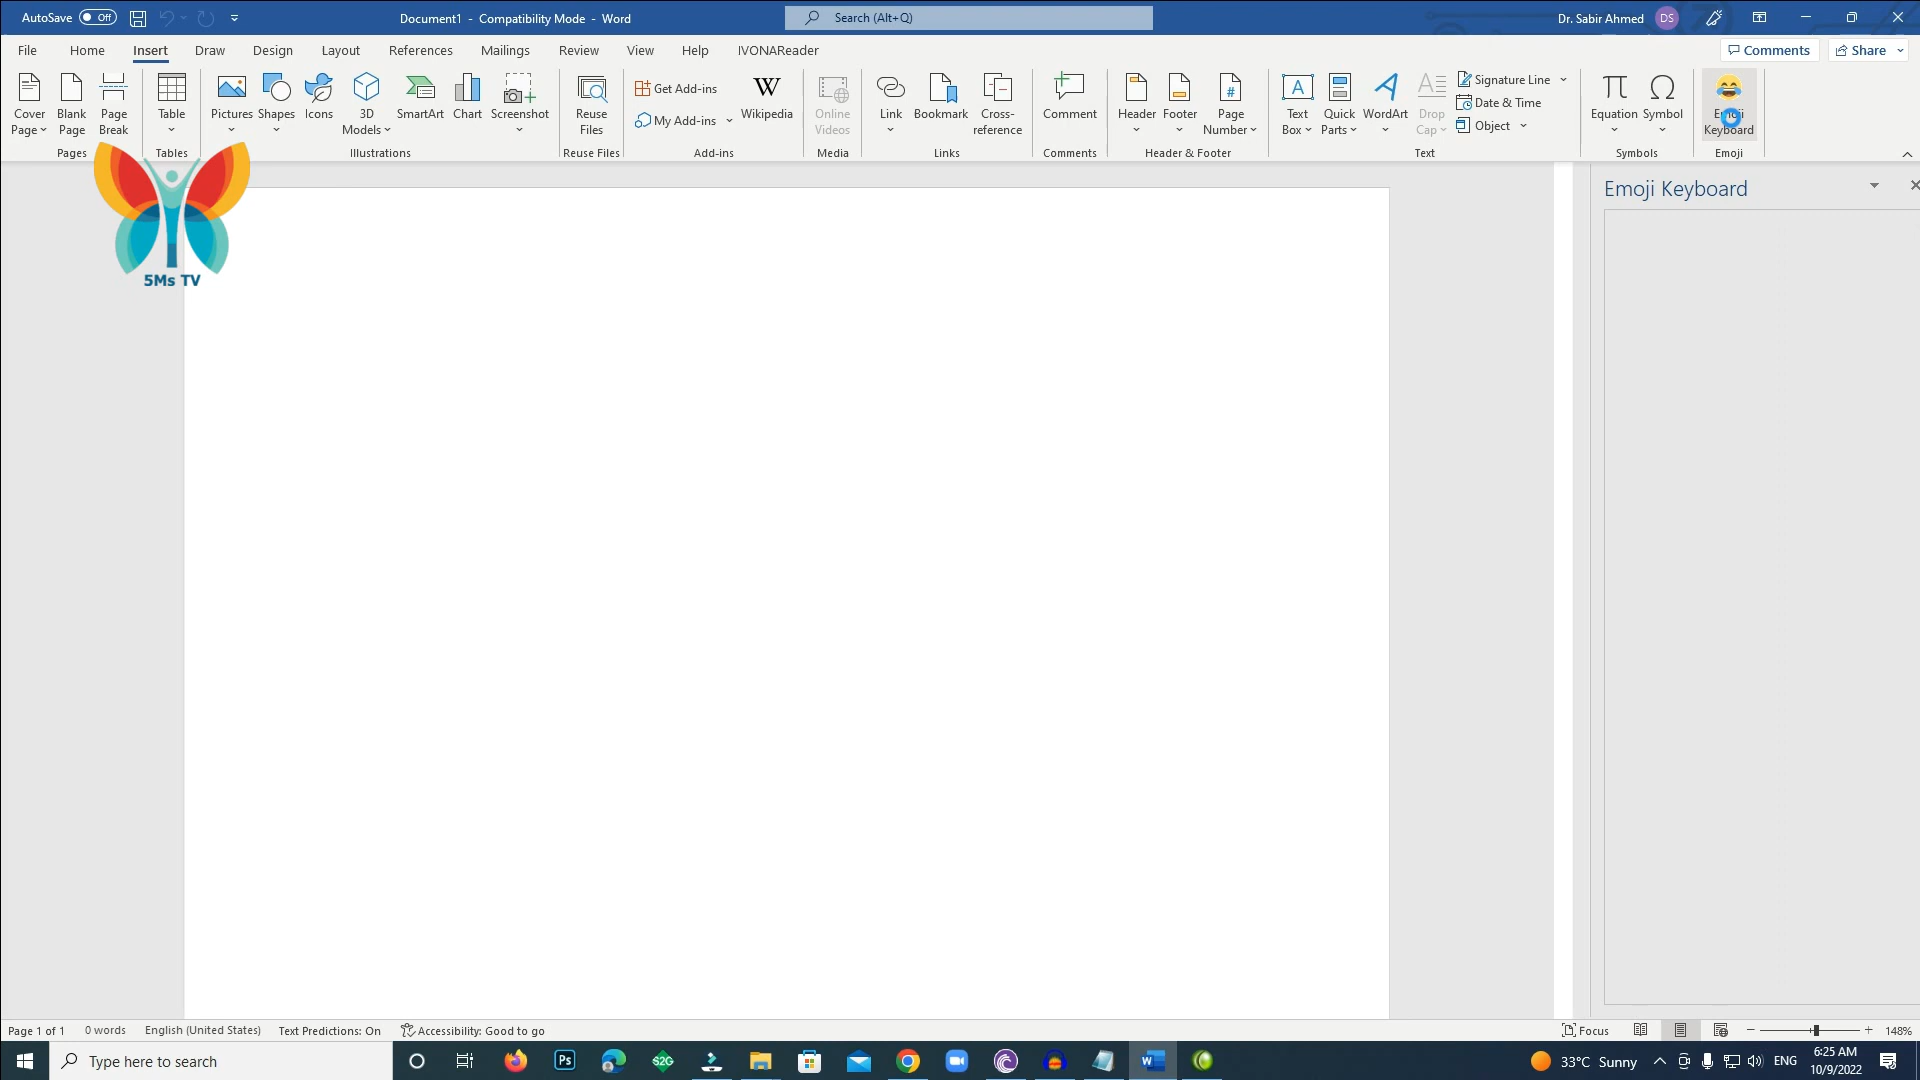 AutoSave Off
Document1 - Compatibility Mode - Word
Search (Alt+Q)
Dr. Sabir Ahmed DS
File Home Insert Draw Design Layout References Mailings Review View Help IVONAReader
Comments Share
Cover Page
Blank Page
Page Break
Pages
Table
Tables
Pictures
Shapes
Icons
3D Models
SmartArt
Chart
Screenshot
Illustrations
Reuse Files
Reuse Files
Get Add-ins
My Add-ins
Wikipedia
Add-ins
Online Videos
Media
Link
Bookmark
Cross-reference
Links
Comment
Comments
Header
Footer
Page Number
Header & Footer
Text Box
Quick Parts
WordArt
Drop Cap
Signature Line
Date & Time
Object
Text
Equation
Symbol
Symbols
Emoji Keyboard
Emoji
5Ms TV
Emoji Keyboard
Page 1 of 1 0 words English (United States) Text Predictions: On Accessibility: Good to go
Focus 148%
Type here to search
Ps
S2G
33°C Sunny
ENG
6:25 AM
10/9/2022